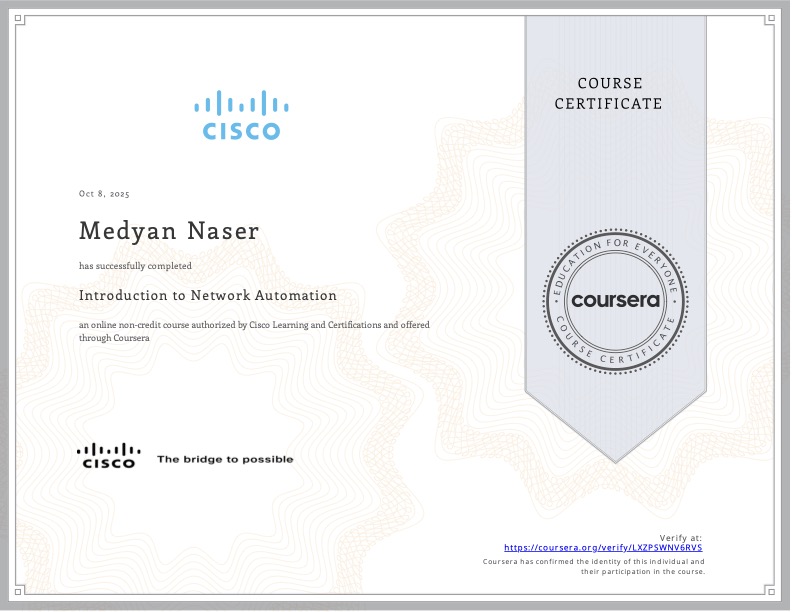 COURSE
CERTIFICATE
CISCO
Oct 8, 2025
Medyan Naser
has successfully completed
Introduction to Network Automation
an online non-credit course authorized by Cisco Learning and Certifications and offered
through Coursera
EDUCATION FOR EVERYONE
coursera
COURSE CERTIFICATE
CISCO
The bridge to possible
Verify at:
https://coursera.org/verify/LXZPSWNV6RVS
Coursera has confirmed the identity of this individual and
their participation in the course.